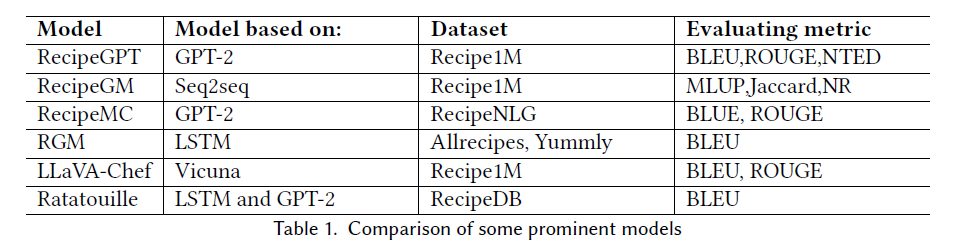 Model Model based on: Dataset Evaluating metric
RecipeGPT GPT-2 Recipe1M BLEU,ROUGE,NTED
RecipeGM Seq2seq Recipe1M MLUP,Jaccard,NR
RecipeMC GPT-2 RecipeNLG BLUE, ROUGE
RGM LSTM Allrecipes, Yummly BLEU
LLaVA-Chef Vicuna Recipe1M BLEU, ROUGE
Ratatouille LSTM and GPT-2 RecipeDB BLEU
Table 1. Comparison of some prominent models